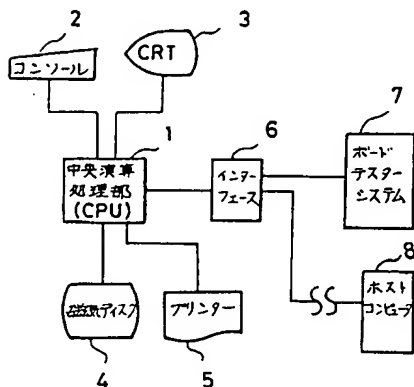 2
コンソール
CRT
3
1
中央演算
処理部
(CPU)
6
インター
フェース
7
ボード
テスター
システム
8
ホスト
コンピュータ
磁気ディスク
4
プリンター
5